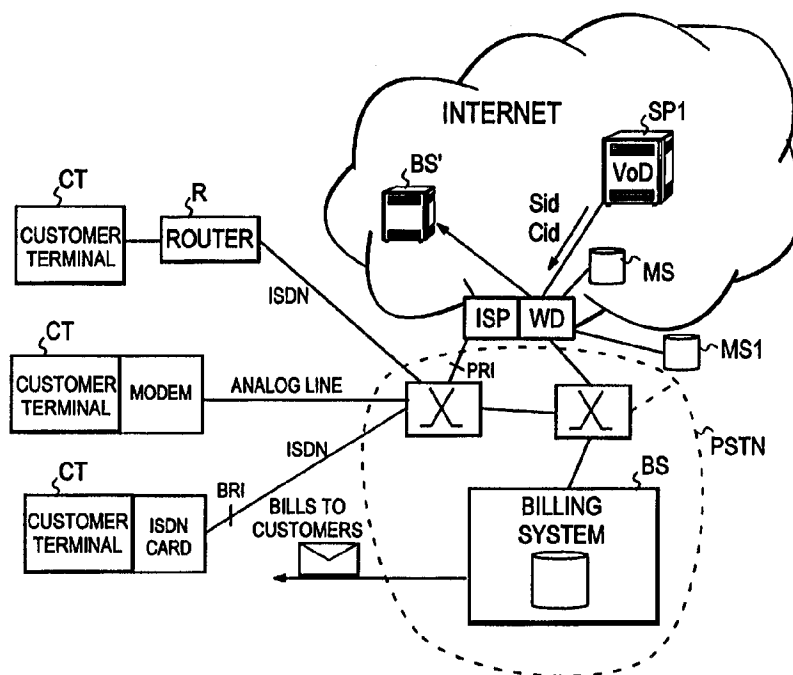 INTERNET
SP1
VoD
BS'
Sid
Cid
CT
R
CUSTOMER
TERMINAL
ROUTER
MS
ISDN
ISP
WD
MS1
CT
CUSTOMER
TERMINAL
MODEM
ANALOG LINE
PRI
ISDN
PSTN
CT
CUSTOMER
TERMINAL
ISDN
CARD
BRI
BILLS TO
CUSTOMERS
BS
BILLING
SYSTEM